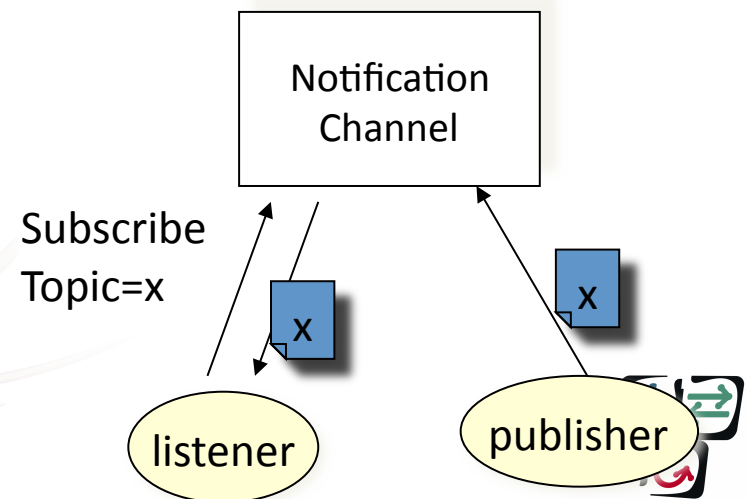 Notification
Channel
Subscribe
Topic=x
x
x
listener
publisher